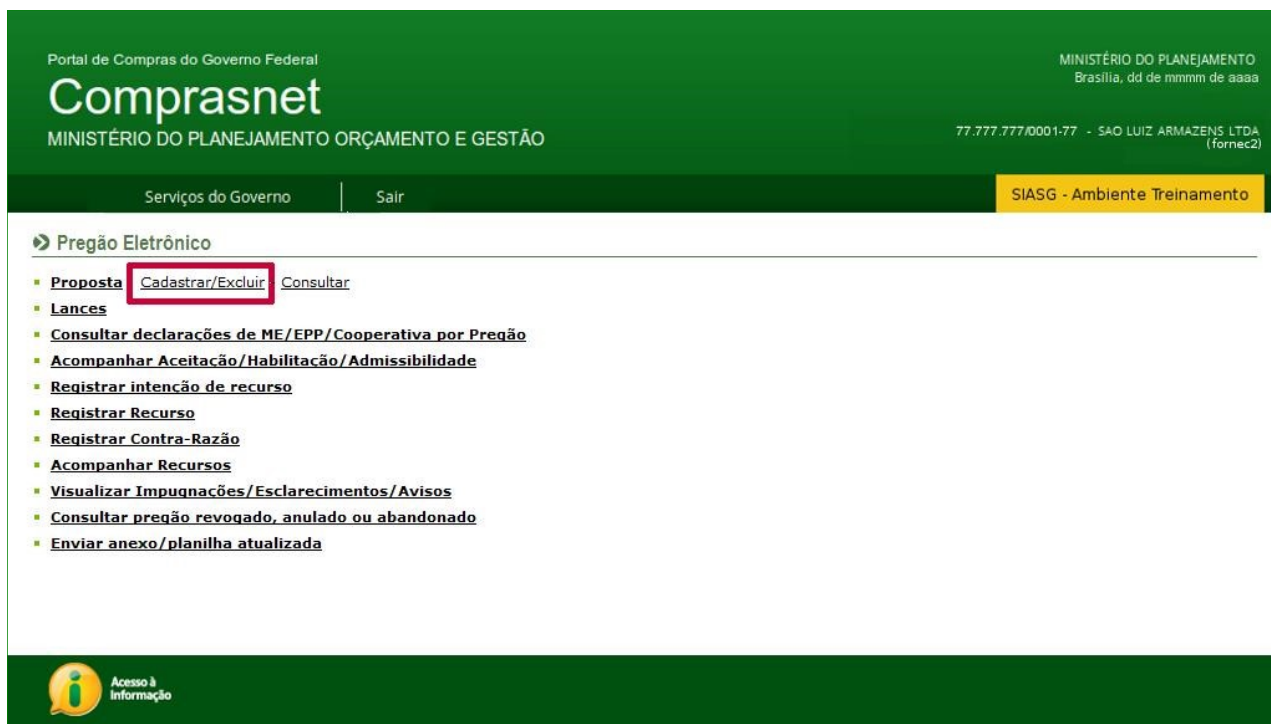 Portal de Compras do Governo Federal
Comprasnet
MINISTÉRIO DO PLANEJAMENTO ORÇAMENTO E GESTÃO
MINISTÉRIO DO PLANEJAMENTO
Brasília, dd de mmmm de aaaa
77.777.777/0001-77 - SAO LUIZ ARMAZENS LTDA
(fornec2)
Serviços do Governo
Sair
SIASG - Ambiente Treinamento
Pregão Eletrônico
Proposta Cadastrar/Excluir Consultar
Lances
Consultar declarações de ME/EPP/Cooperativa por Pregão
Acompanhar Aceitação/Habilitação/Admissibilidade
Registrar intenção de recurso
Registrar Recurso
Registrar Contra-Razão
Acompanhar Recursos
Visualizar Impugnações/Esclarecimentos/Avisos
Consultar pregão revogado, anulado ou abandonado
Enviar anexo/planilha atualizada
Acesso à
Informação